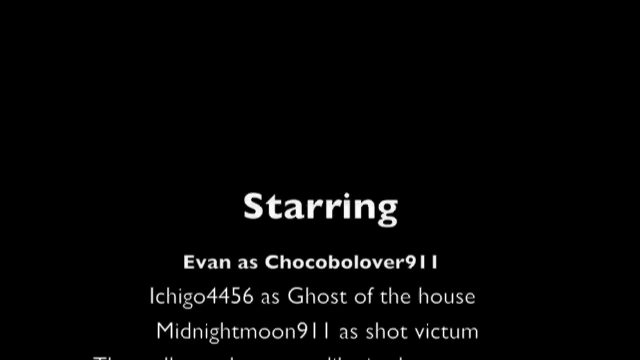 Starring
Evan as Chocobolover911
Ichigo4456 as Ghost of the house
Midnightmoon911 as shot victum